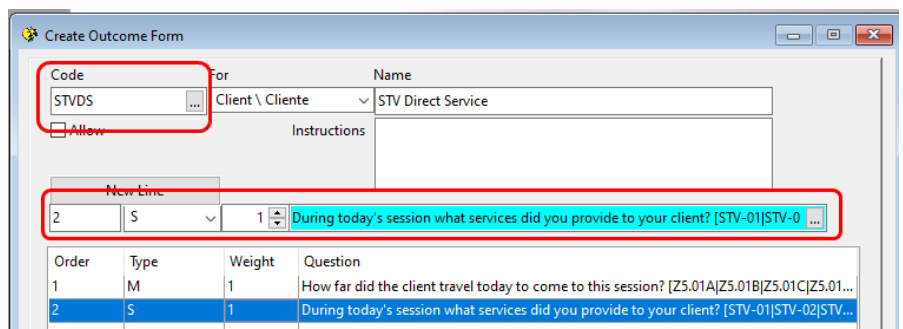 Create Outcome Form
Code For Name
STVDS ... Client \ Cliente STV Direct Service
Allow Instructions
New Line
2 S 1 During today's session what services did you provide to your client? [STV-01|STV-0 ...
Order Type Weight Question
1 M 1 How far did the client travel today to come to this session? [Z5.01A|Z5.01B|Z5.01C|Z5.01...
2 S 1 During today's session what services did you provide to your client? [STV-01|STV-02|STV...